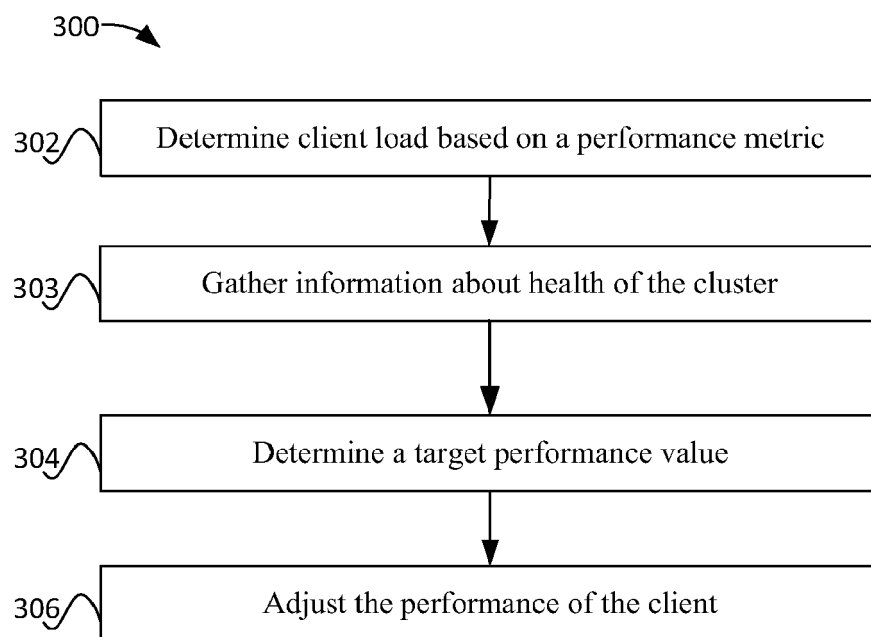 300
302 Determine client load based on a performance metric
303 Gather information about health of the cluster
304 Determine a target performance value
306 Adjust the performance of the client